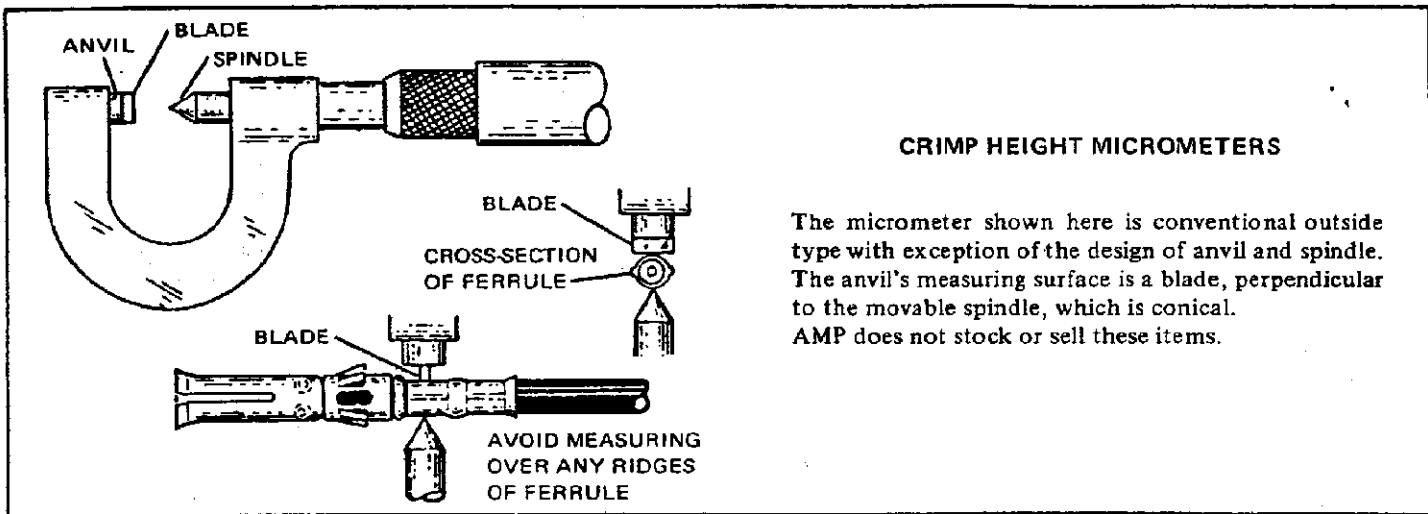 ANVIL
BLADE
SPINDLE
BLADE
CROSS-SECTION
OF FERRULE
BLADE
AVOID MEASURING
OVER ANY RIDGES
OF FERRULE
CRIMP HEIGHT MICROMETERS
The micrometer shown here is conventional outside
type with exception of the design of anvil and spindle.
The anvil's measuring surface is a blade, perpendicular
to the movable spindle, which is conical.
AMP does not stock or sell these items.